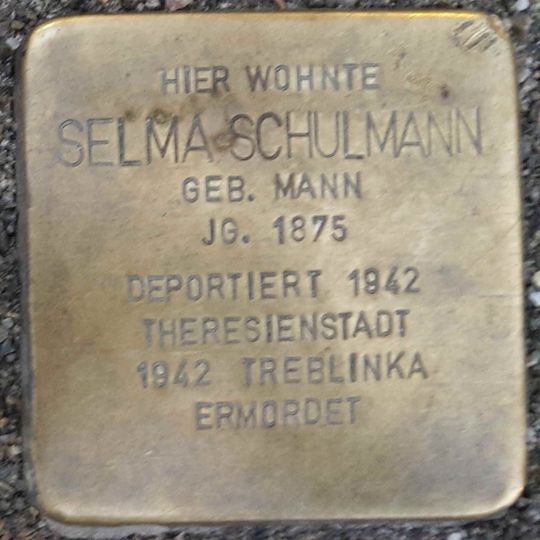 HIER WOHNTE
SELMA SCHULMANN
GEB. MANN
JG. 1875
DEPORTIERT 1942
THERESIENSTADT
1942 TREBLINKA
ERMORDET